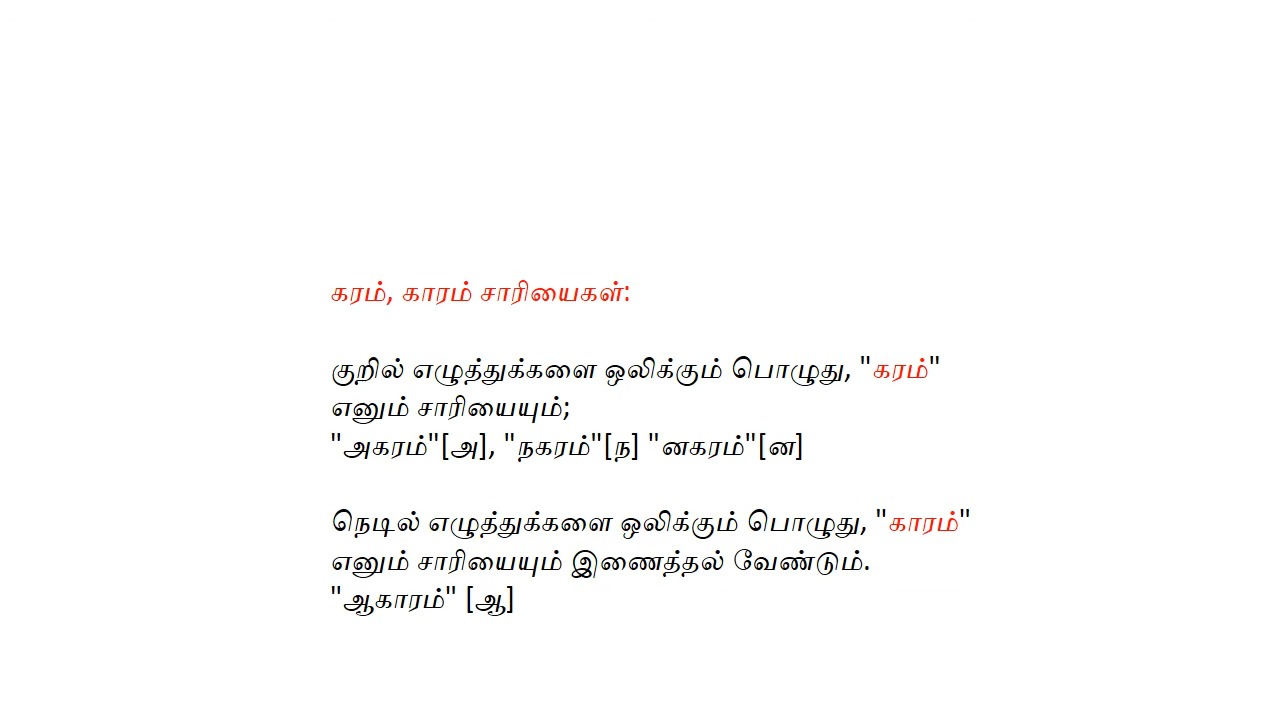 கரம், காரம் சாரியைகள்:
குறில் எழுத்துக்களை ஒலிக்கும் பொழுது, "கரம்"
எனும் சாரியையும்;
"அகரம்"[அ], "நகரம்"[ந] "னகரம்"[ன]
நெடில் எழுத்துக்களை ஒலிக்கும் பொழுது, "காரம்"
எனும் சாரியையும் இணைத்தல் வேண்டும்.
"ஆகாரம்" [ஆ]